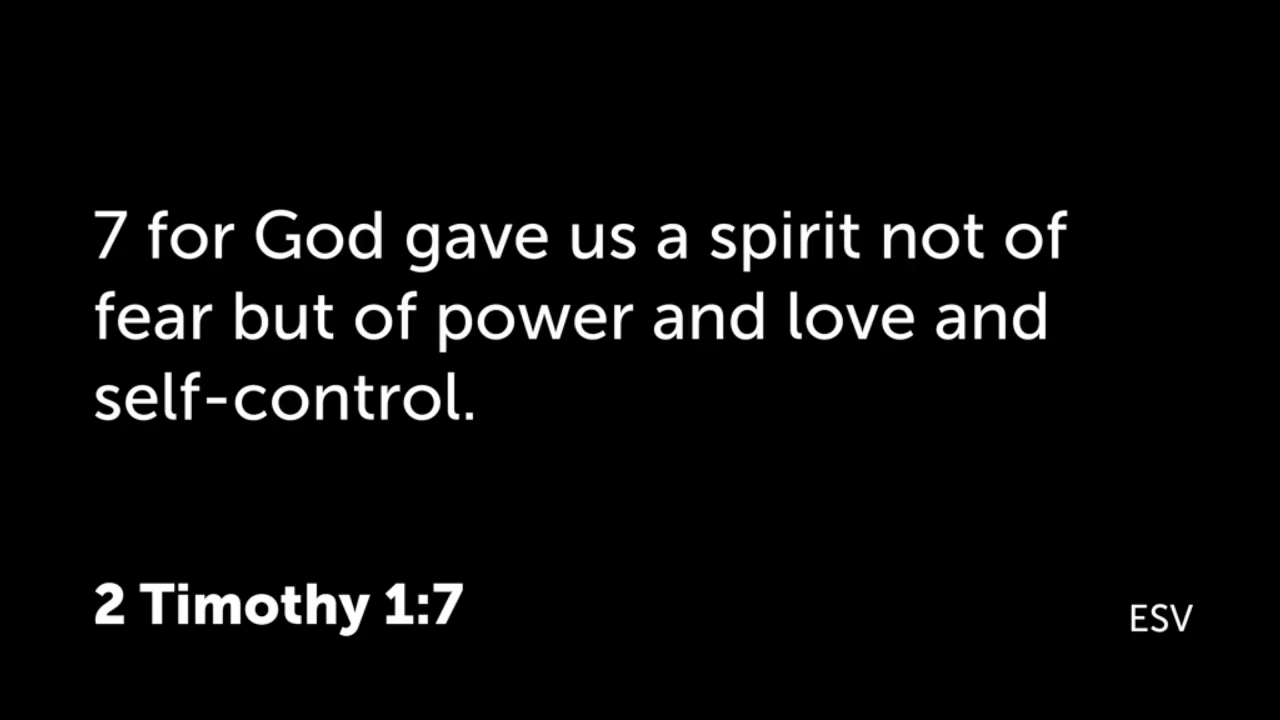 7 for God gave us a spirit not of
fear but of power and love and
self-control.
2 Timothy 1:7
ESV